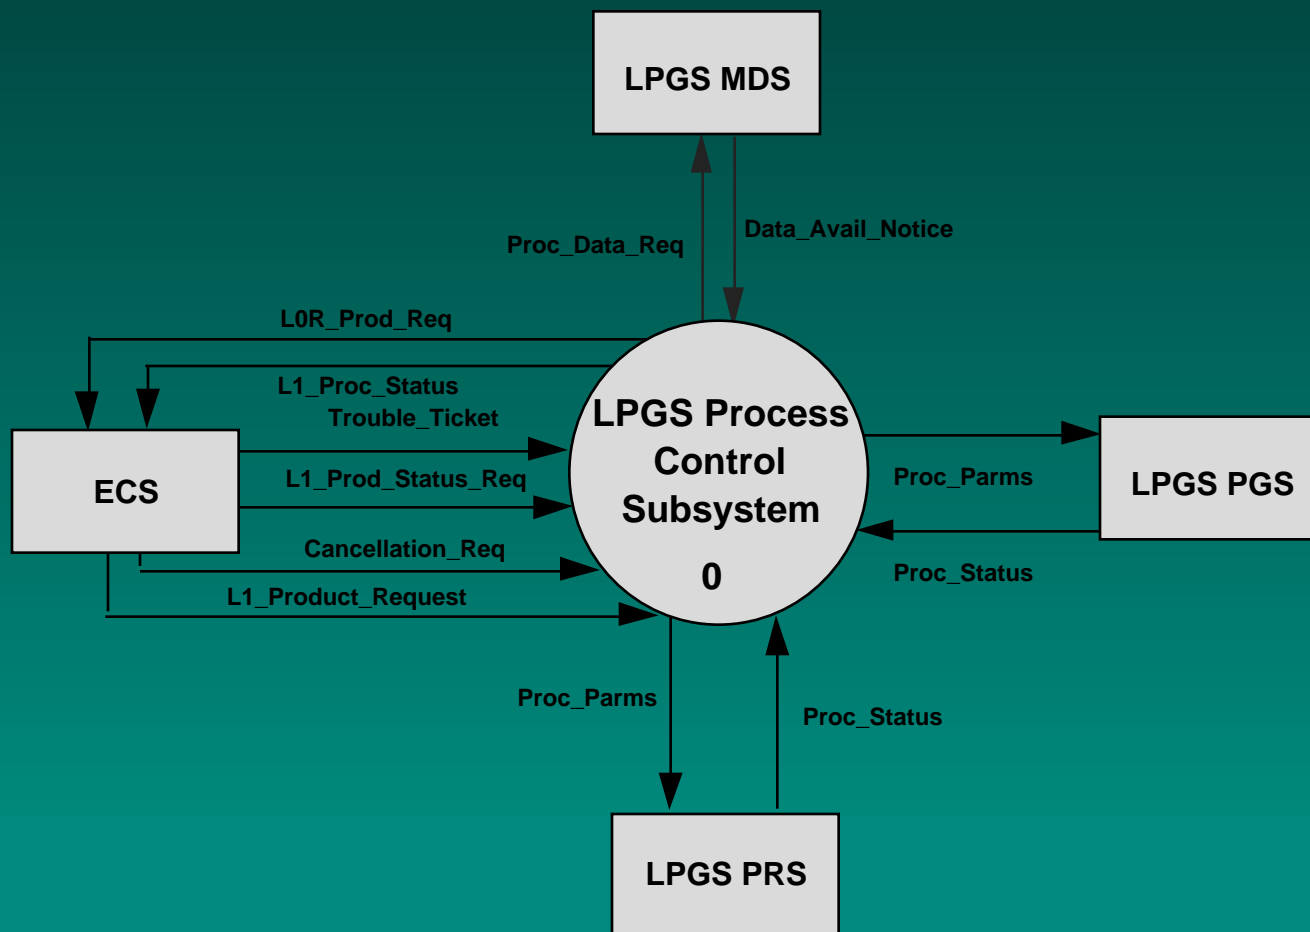 LPGS MDS
Proc_Data_Req
Data_Avail_Notice
L0R_Prod_Req
L1_Proc_Status
Trouble_Ticket
L1_Prod_Status_Req
Cancellation_Req
L1_Product_Request
ECS
LPGS Process
Control
Subsystem
0
Proc_Parms
Proc_Status
LPGS PGS
Proc_Parms
Proc_Status
LPGS PRS